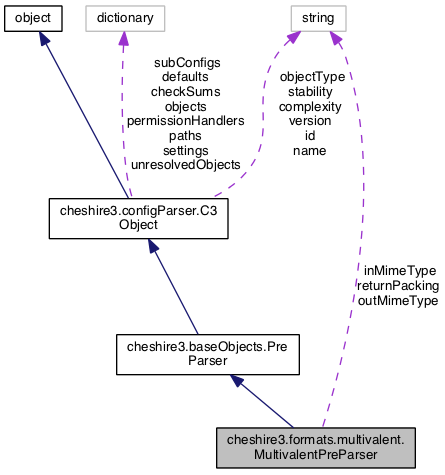 object
dictionary
string
subConfigs
defaults
checkSums
objects
permissionHandlers
paths
settings
unresolvedObjects
objectType
stability
complexity
version
id
name
cheshire3.configParser.C3
Object
inMimeType
returnPacking
outMimeType
cheshire3.baseObjects.Pre
Parser
cheshire3.formats.multivalent.
MultivalentPreParser